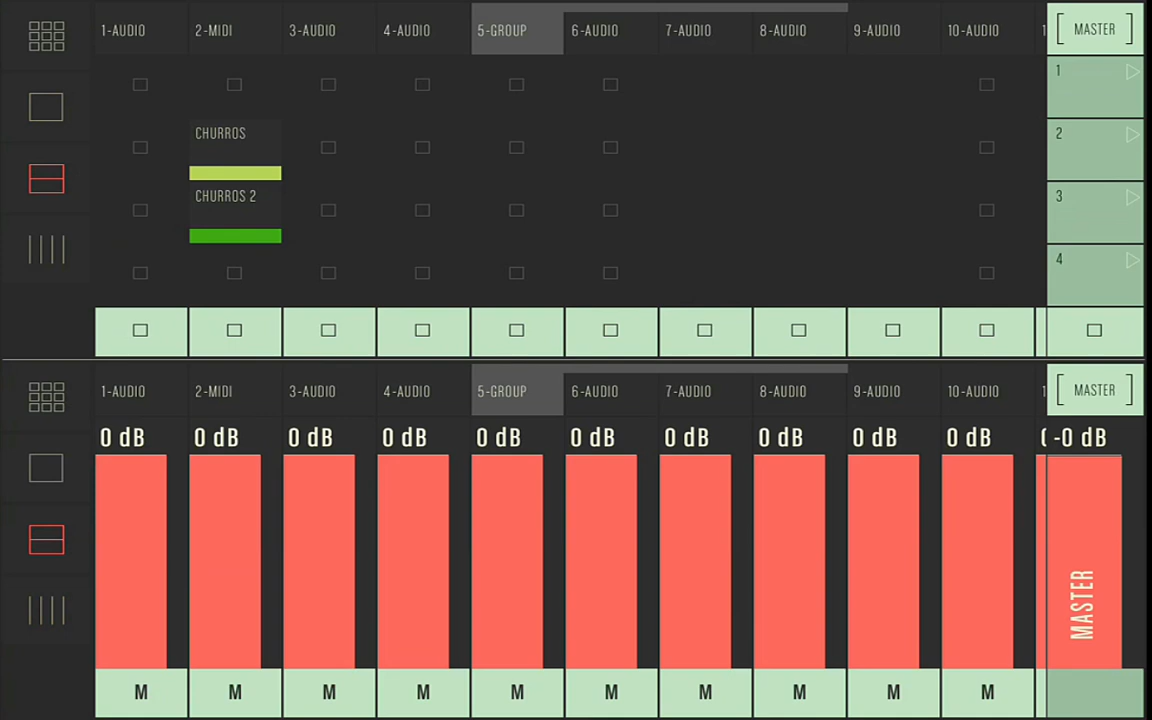 1-AUDIO 2-MIDI 3-AUDIO 4-AUDIO 5-GROUP 6-AUDIO 7-AUDIO 8-AUDIO 9-AUDIO 10-AUDIO 1 MASTER
1
CHURROS 2
CHURROS 2 3
4
1-AUDIO 2-MIDI 3-AUDIO 4-AUDIO 5-GROUP 6-AUDIO 7-AUDIO 8-AUDIO 9-AUDIO 10-AUDIO 1 MASTER
0 dB 0 dB 0 dB 0 dB 0 dB 0 dB 0 dB 0 dB 0 dB 0 dB -0 dB
MASTER
M M M M M M M M M M